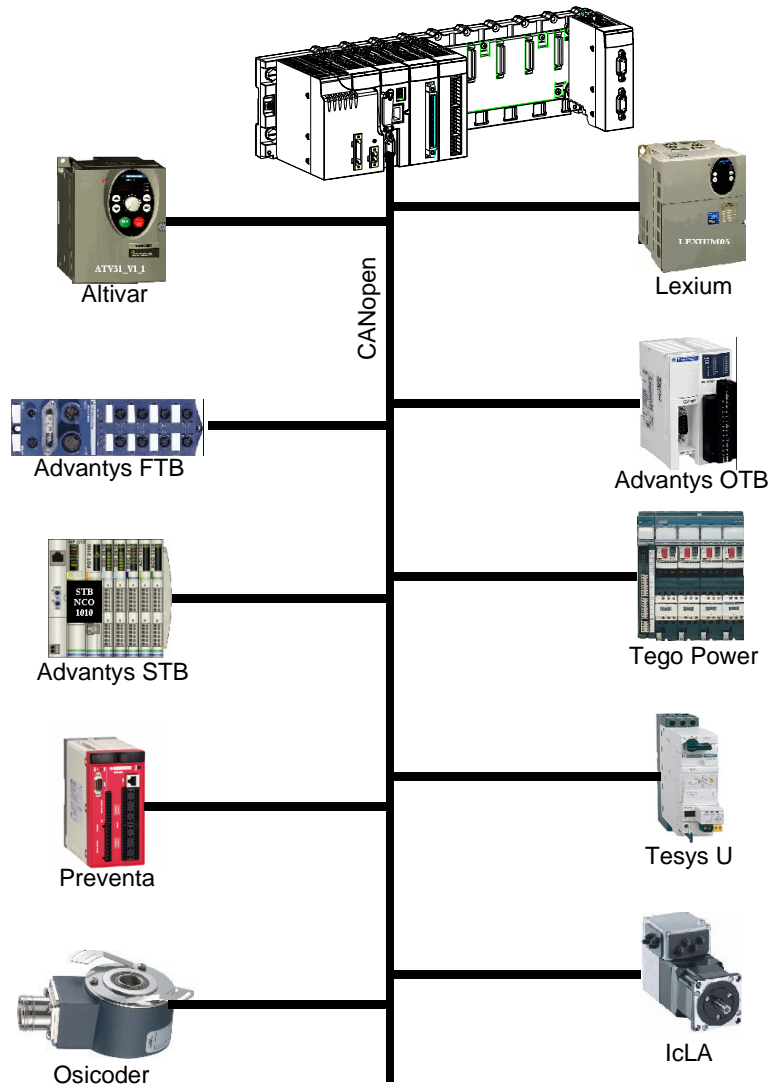 ATV31_V1_1
Altivar
LEXIUM05
Lexium
CANopen
Advantys FTB
Advantys OTB
STB
NCO
1010
Advantys STB
Tego Power
Preventa
Tesys U
Osicoder
IcLA